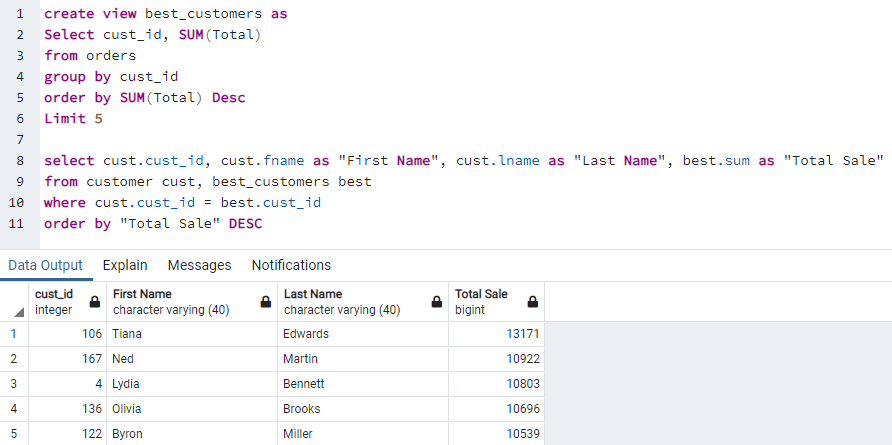 1 create view best_customers as
2 Select cust_id, SUM(Total)
3 from orders
4 group by cust_id
5 order by SUM(Total) Desc
6 Limit 5
7
8 select cust.cust_id, cust.fname as "First Name", cust.lname as "Last Name", best.sum as "Total Sale"
9 from customer cust, best_customers best
10 where cust.cust_id = best.cust_id
11 order by "Total Sale" DESC
Data Output Explain Messages Notifications
cust_id First Name Last Name Total Sale
integer character varying (40) character varying (40) bigint
1 106 Tiana Edwards 13171
2 167 Ned Martin 10922
3 4 Lydia Bennett 10803
4 136 Olivia Brooks 10696
5 122 Byron Miller 10539